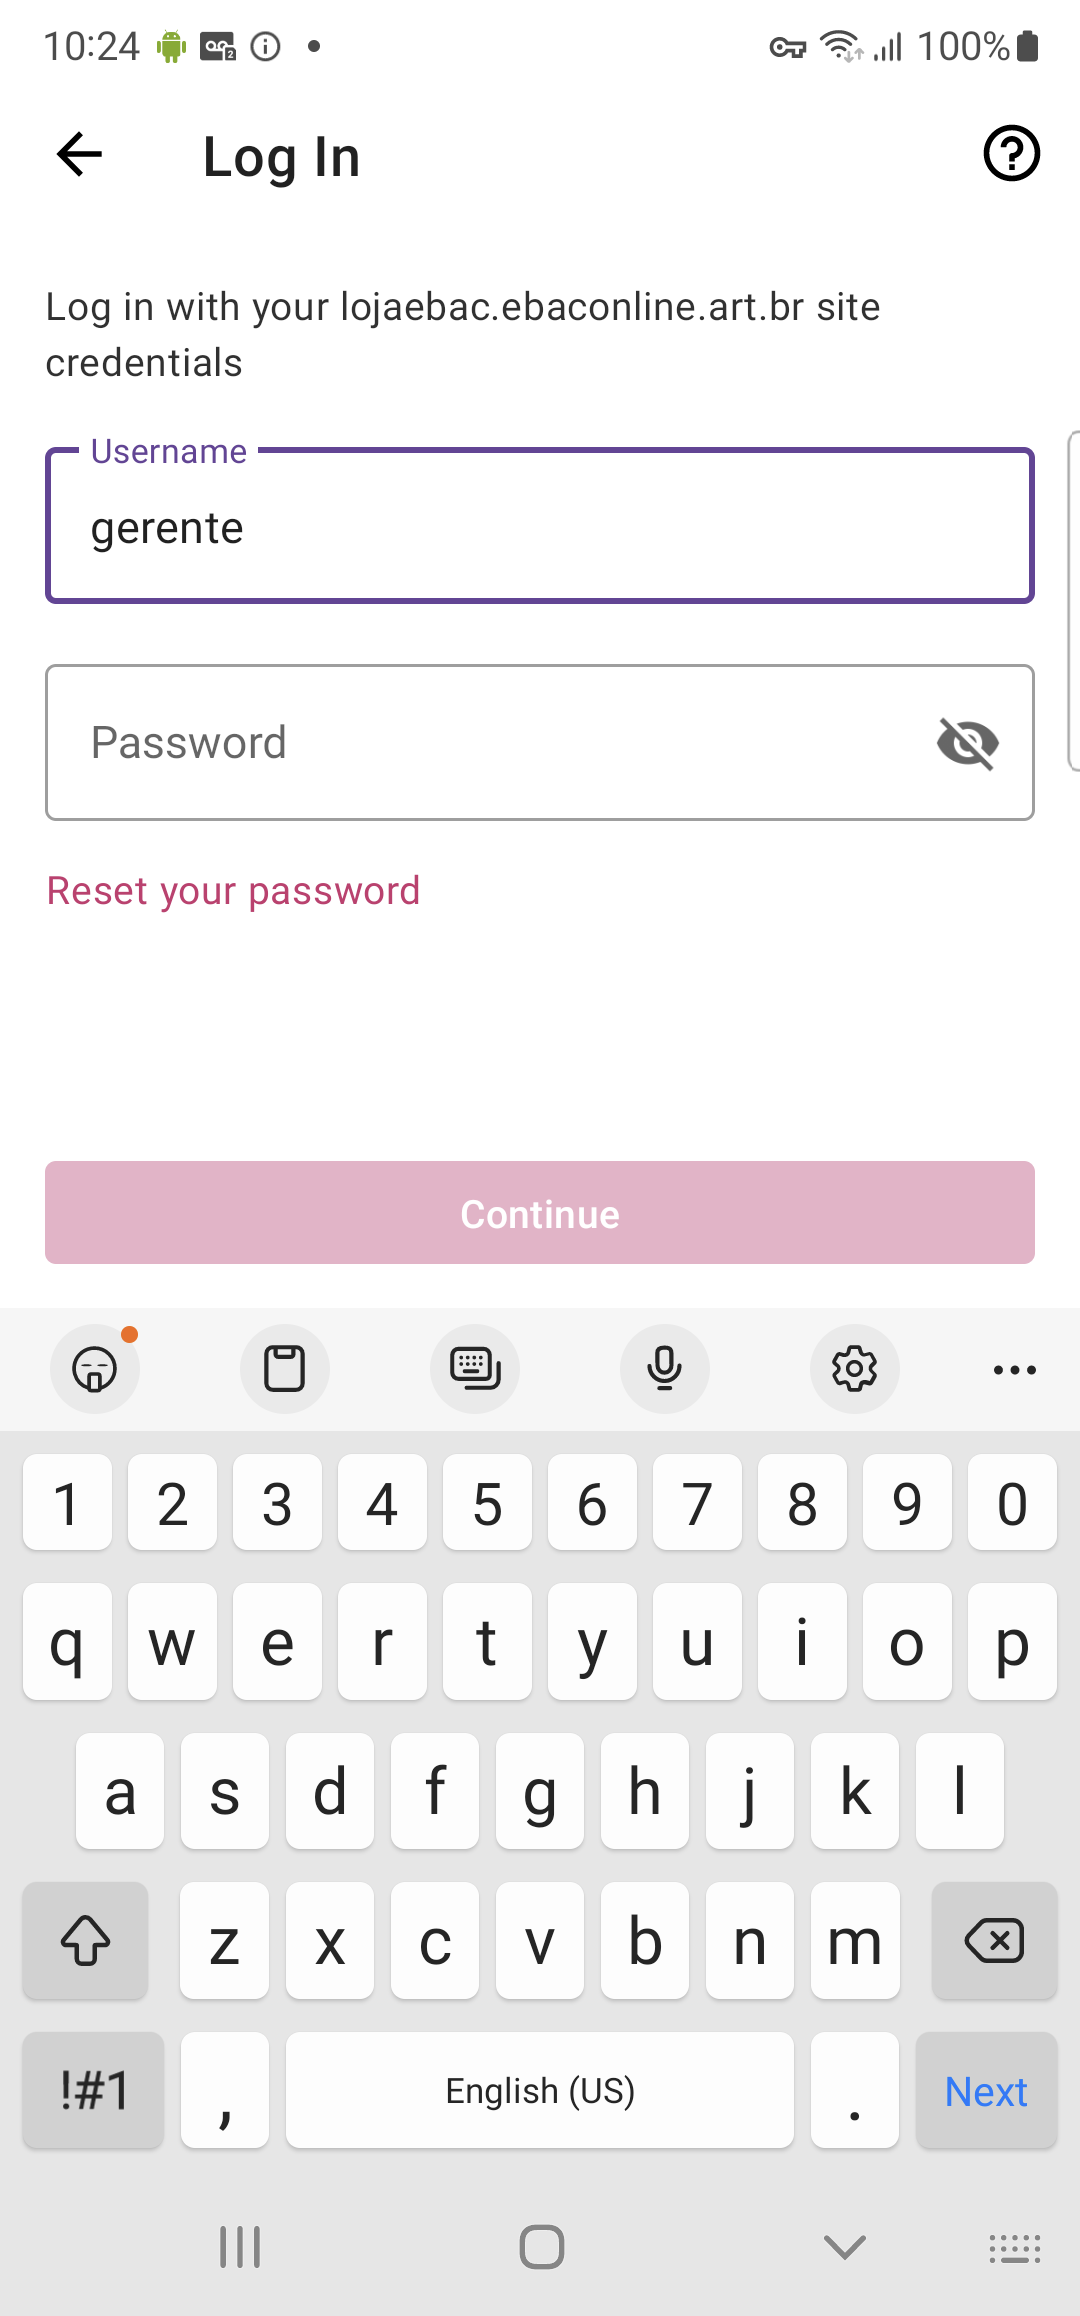 10:24
100%
Log In
Log in with your lojaebac.ebaconline.art.br site
credentials
Username
gerente
Password
Reset your password
Continue
1 2 3 4 5 6 7 8 9 0
q w e r t y u i o p
a s d f g h j k l
z x c v b n m
!#1 , English (US) . Next